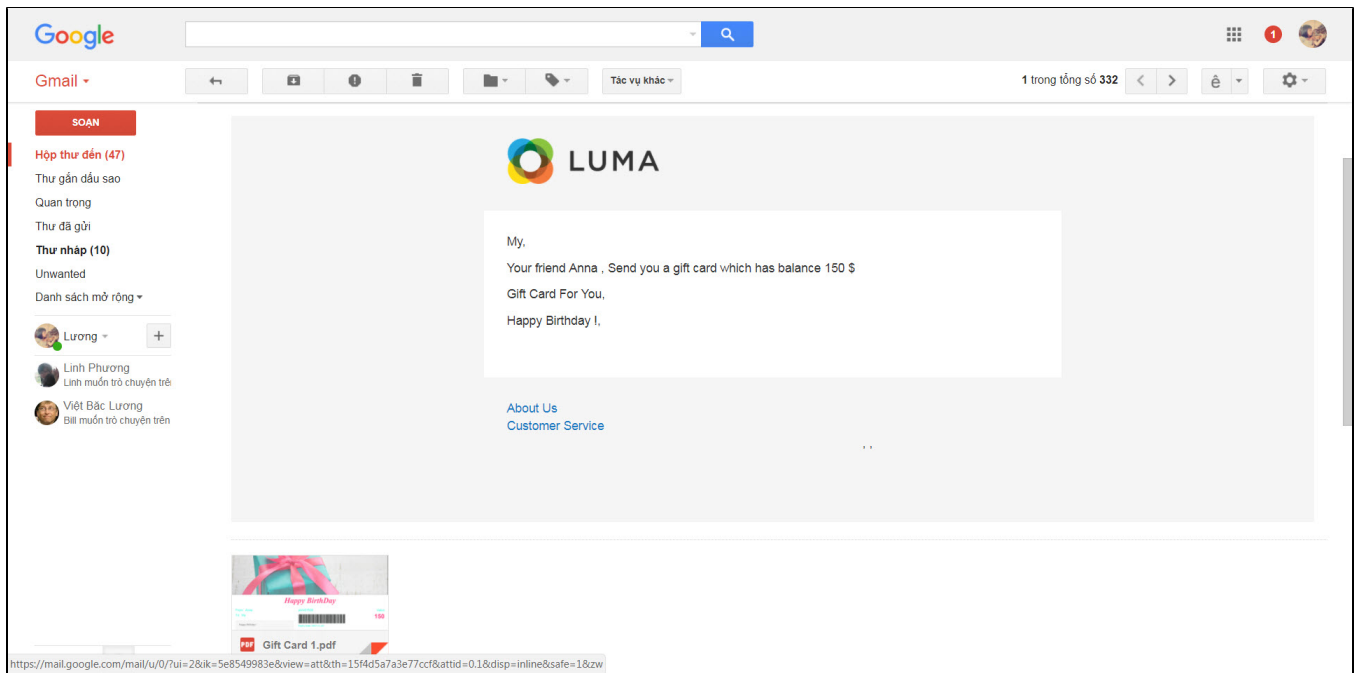 Google
1
Gmail
Tác vụ khác
1 trong tổng số 332
ê
SOẠN
Hộp thư đến (47)
Thư gắn dấu sao
Quan trọng
Thư đã gửi
Thư nháp (10)
Unwanted
Danh sách mở rộng
Lương
Linh Phương
Linh muốn trò chuyện trê
Việt Băc Lương
Bill muốn trò chuyện trên
LUMA
My,
Your friend Anna , Send you a gift card which has balance 150 $
Gift Card For You,
Happy Birthday !,
About Us
Customer Service
, ,
Happy BirthDay
150
PDF Gift Card 1.pdf
https://mail.google.com/mail/u/0/?ui=2&ik=5e8549983e&view=att&th=15f4d5a7a3e77ccf&attid=0.1&disp=inline&safe=1&zw